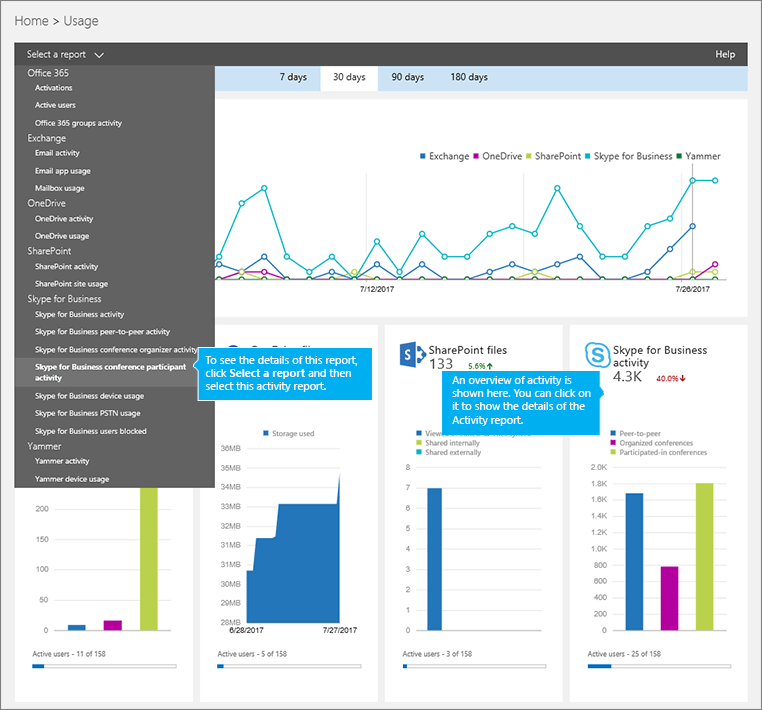 Home > Usage
Select a report
Help
Office 365
Activations
Active users
Office 365 groups activity
Exchange
Email activity
Email app usage
Mailbox usage
OneDrive
OneDrive activity
OneDrive usage
SharePoint
SharePoint activity
SharePoint site usage
Skype for Business
Skype for Business activity
Skype for Business peer-to-peer activity
Skype for Business conference organizer activity
Skype for Business conference participant
activity
Skype for Business device usage
Skype for Business PSTN usage
Skype for Business users blocked
Yammer
Yammer activity
Yammer device usage
7 days 30 days 90 days 180 days
Exchange OneDrive SharePoint Skype for Business Yammer
7/12/2017 7/26/2017
To see the details of this report,
click Select a report and then
select this activity report.
200
150
100
50
0
Active users - 11 of 158
Storage used
36MB
35MB
34MB
33MB
32MB
31MB
30MB
29MB
28MB
6/28/2017 7/27/2017
Active users - 5 of 158
SharePoint files
133 5.6%
An overview of activity is
shown here. You can click on
it to show the details of the
Activity report.
Shared internally
Shared externally
8
7
6
5
4
3
2
1
0
Active users - 3 of 158
Skype for Business
activity
4.3K 40.0%
Peer-to-peer
Organized conferences
Participated-in conferences
2.0K
1.8K
1.6K
1.4K
1.2K
1.0K
800
600
400
200
0
Active users - 25 of 158